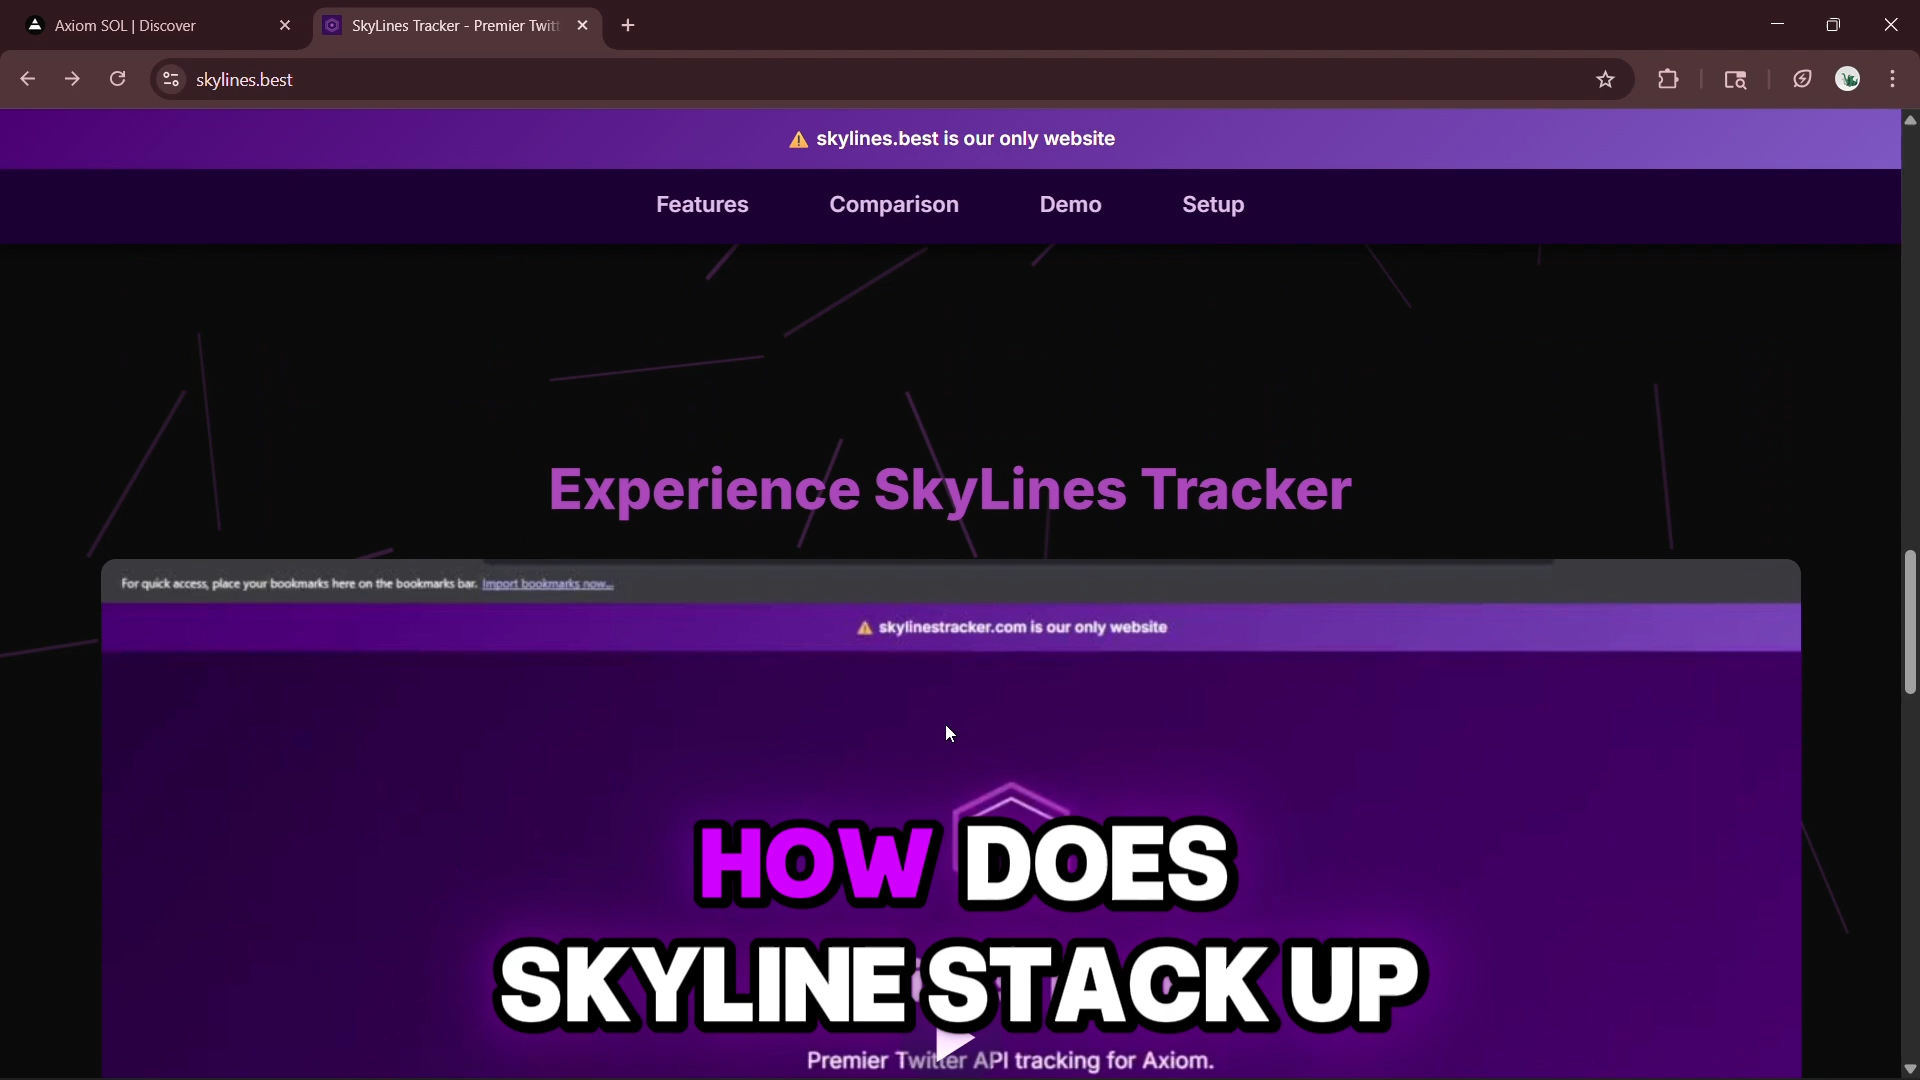 Axiom SOL | Discover
SkyLines Tracker - Premier Twitt
skylines.best
⚠ skylines.best is our only website
Features Comparison Demo Setup
Experience SkyLines Tracker
For quick access, place your bookmarks here on the bookmarks bar. Import bookmarks now...
⚠ skylinestracker.com is our only website
HOW DOES
SKYLINE STACK UP
Premier Twitter API tracking for Axiom.